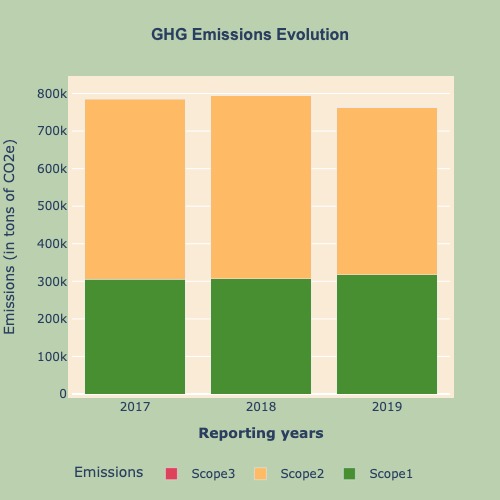 GHG Emissions Evolution
Emissions (in tons of CO2e)
800k
700k
600k
500k
400k
300k
200k
100k
0
2017 2018 2019
Reporting years
Emissions Scope3 Scope2 Scope1